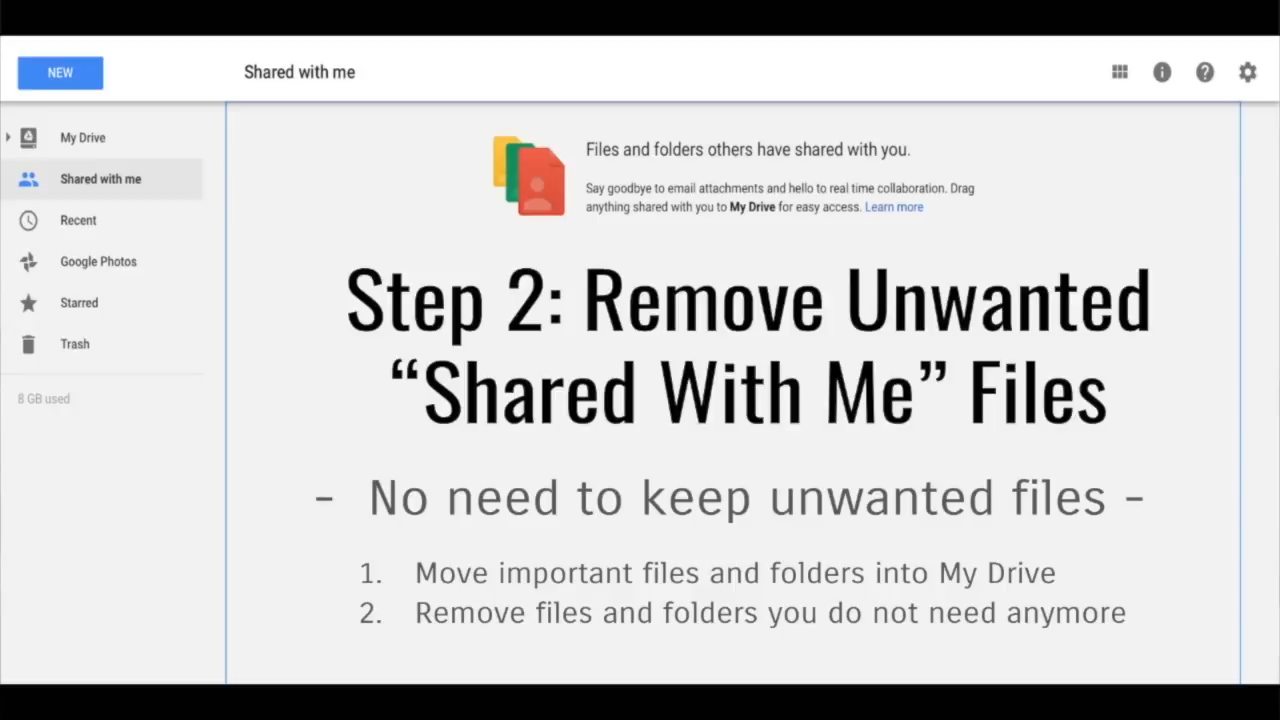 NEW
Shared with me
My Drive
Shared with me
Recent
Google Photos
Starred
Trash
8 GB used
Files and folders others have shared with you.
Say goodbye to email attachments and hello to real time collaboration. Drag
anything shared with you to My Drive for easy access. Learn more
Step 2: Remove Unwanted
“Shared With Me” Files
- No need to keep unwanted files -
1. Move important files and folders into My Drive
2. Remove files and folders you do not need anymore